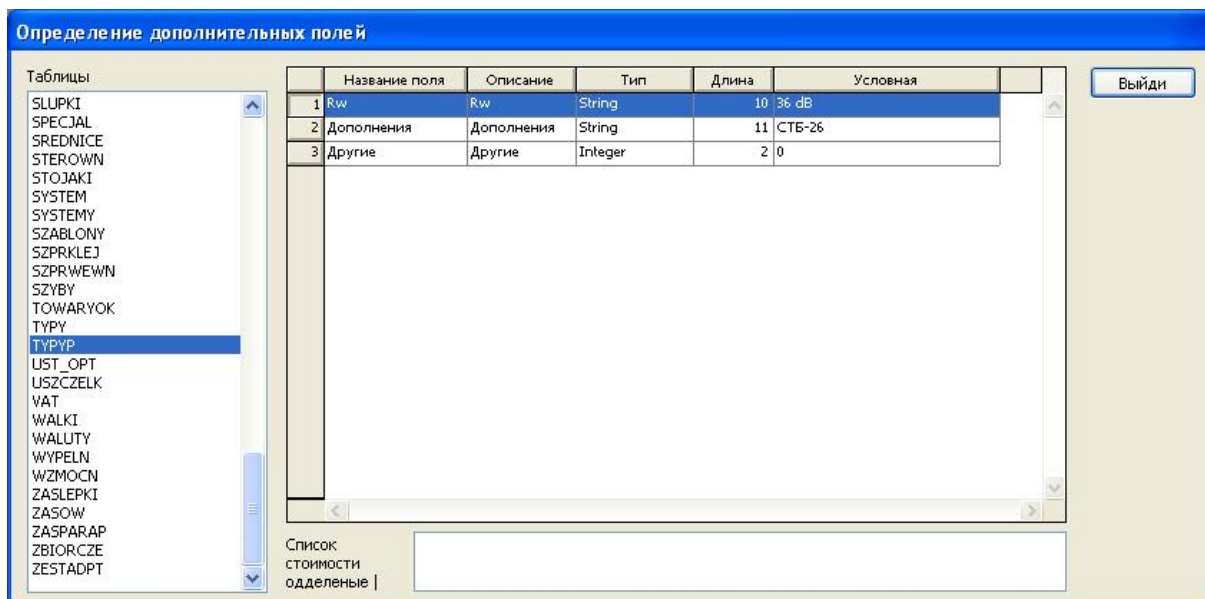 Определение дополнительных полей
Таблицы
SLUPKI
SPECJAL
SREDNICE
STEROWN
STOJAKI
SYSTEM
SYSTEMY
SZABLONY
SZPRKLEJ
SZPRWEWN
SZYBY
TOWARYOK
TYPY
TYPYP
UST_OPT
USZCZELK
VAT
WALKI
WALUTY
WYPELN
WZMOCN
ZASLEPKI
ZASOW
ZASPARAP
ZBIORCZE
ZESTADPT
Название поля Описание Тип Длина Условная
1 Rw Rw String 10 36 dB
2 Дополнения Дополнения String 11 СТБ-26
3 Другие Другие Integer 2 0
Список
стоимости
одделеные |
Выйди